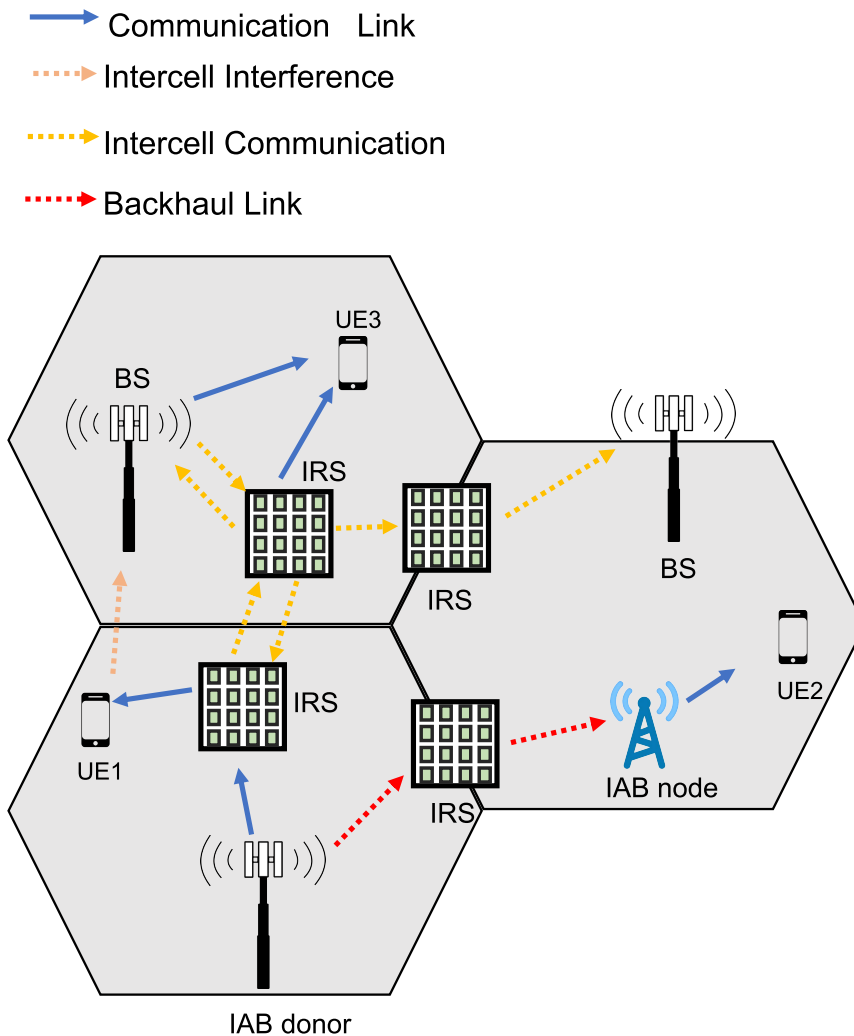 Communication Link
Intercell Interference
Intercell Communication
Backhaul Link
UE3
BS
IRS
BS
IRS
UE2
IRS
UE1
IAB node
IRS
IAB donor